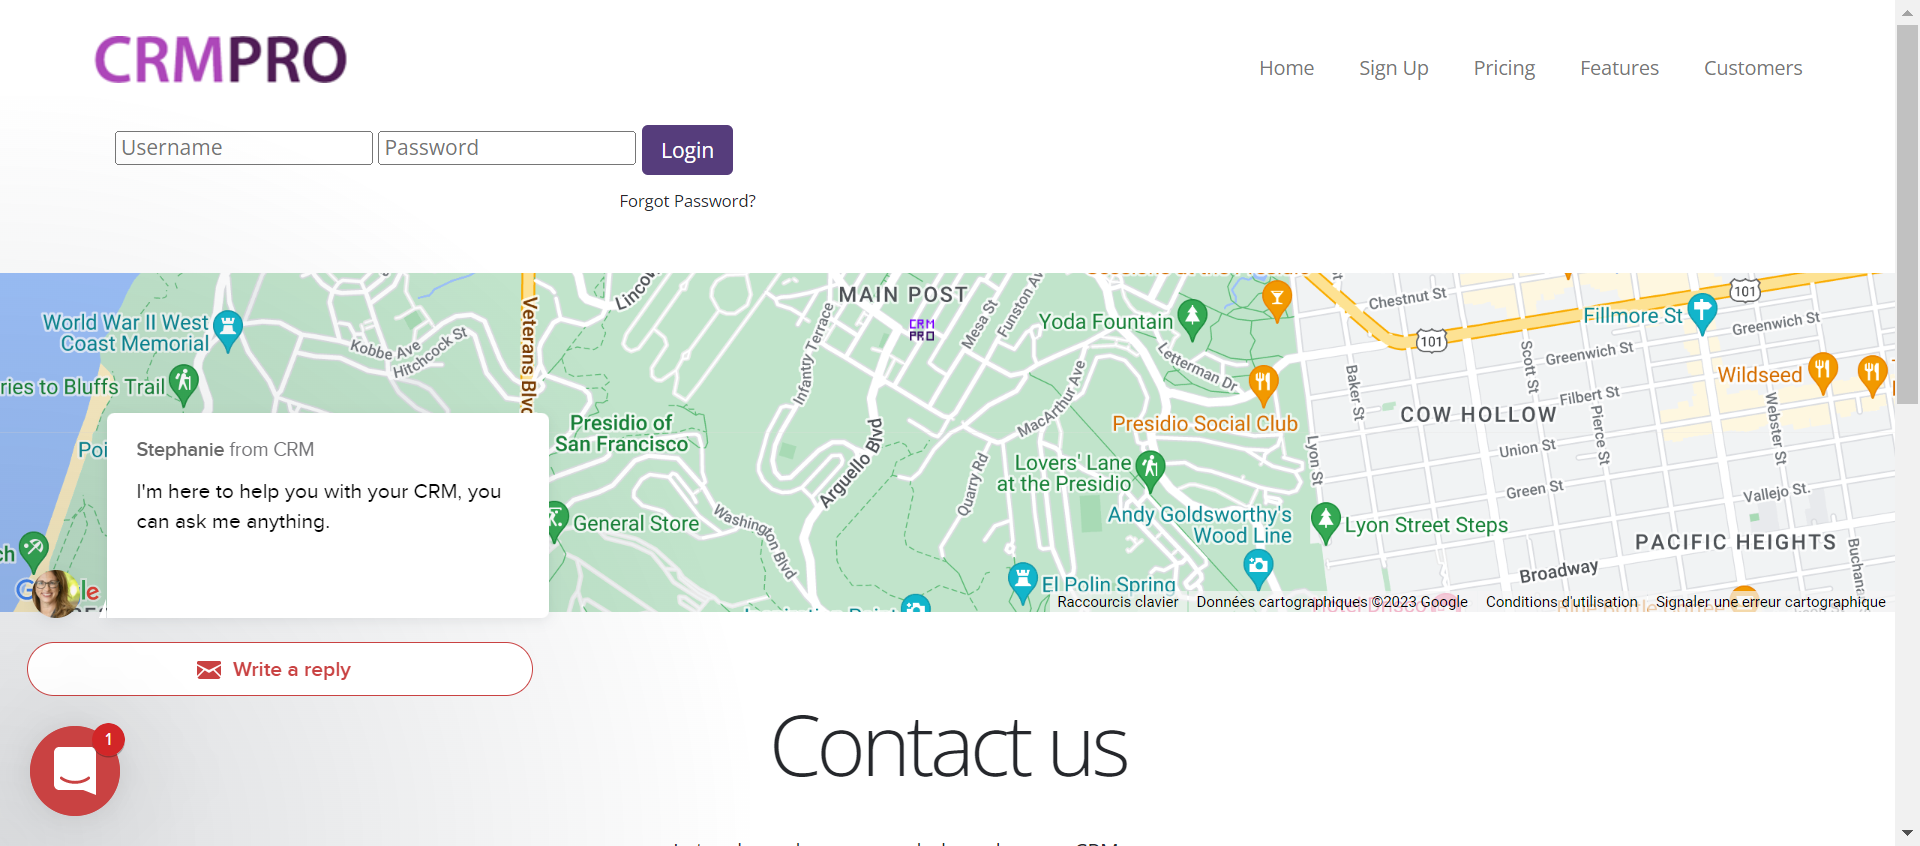 CRMPRO
Home
Sign Up
Pricing
Features
Customers
Username
Password
Login
Forgot Password?
MAIN POST
CRM
PRO
World War II West
Coast Memorial
Kobbe Ave
Hitchcock St
Veterans Blvd
Infantry Terrace
Mesa St
Funston Av
Yoda Fountain
Letterman Dr
Chestnut St
101
101
Fillmore St
Greenwich St
Greenwich St
Scott St
Baker St
Filbert St
Pierce St
Webster St
Wildseed
ries to Bluffs Trail
Presidio of
San Francisco
MacArthur Ave
Presidio Social Club
COW HOLLOW
Union St
Lyon St
Arguello Blvd
Quarry Rd
Lovers' Lane
at the Presidio
Green St
Vallejo St.
General Store
Washington Blvd
Andy Goldsworthy's
Wood Line
Lyon Street Steps
PACIFIC HEIGHTS
Broadway
El Polin Spring
Stephanie from CRM
I'm here to help you with your CRM, you
can ask me anything.
Raccourcis clavier
Données cartographiques ©2023 Google
Conditions d'utilisation
Signaler une erreur cartographique
Write a reply
1
Contact us